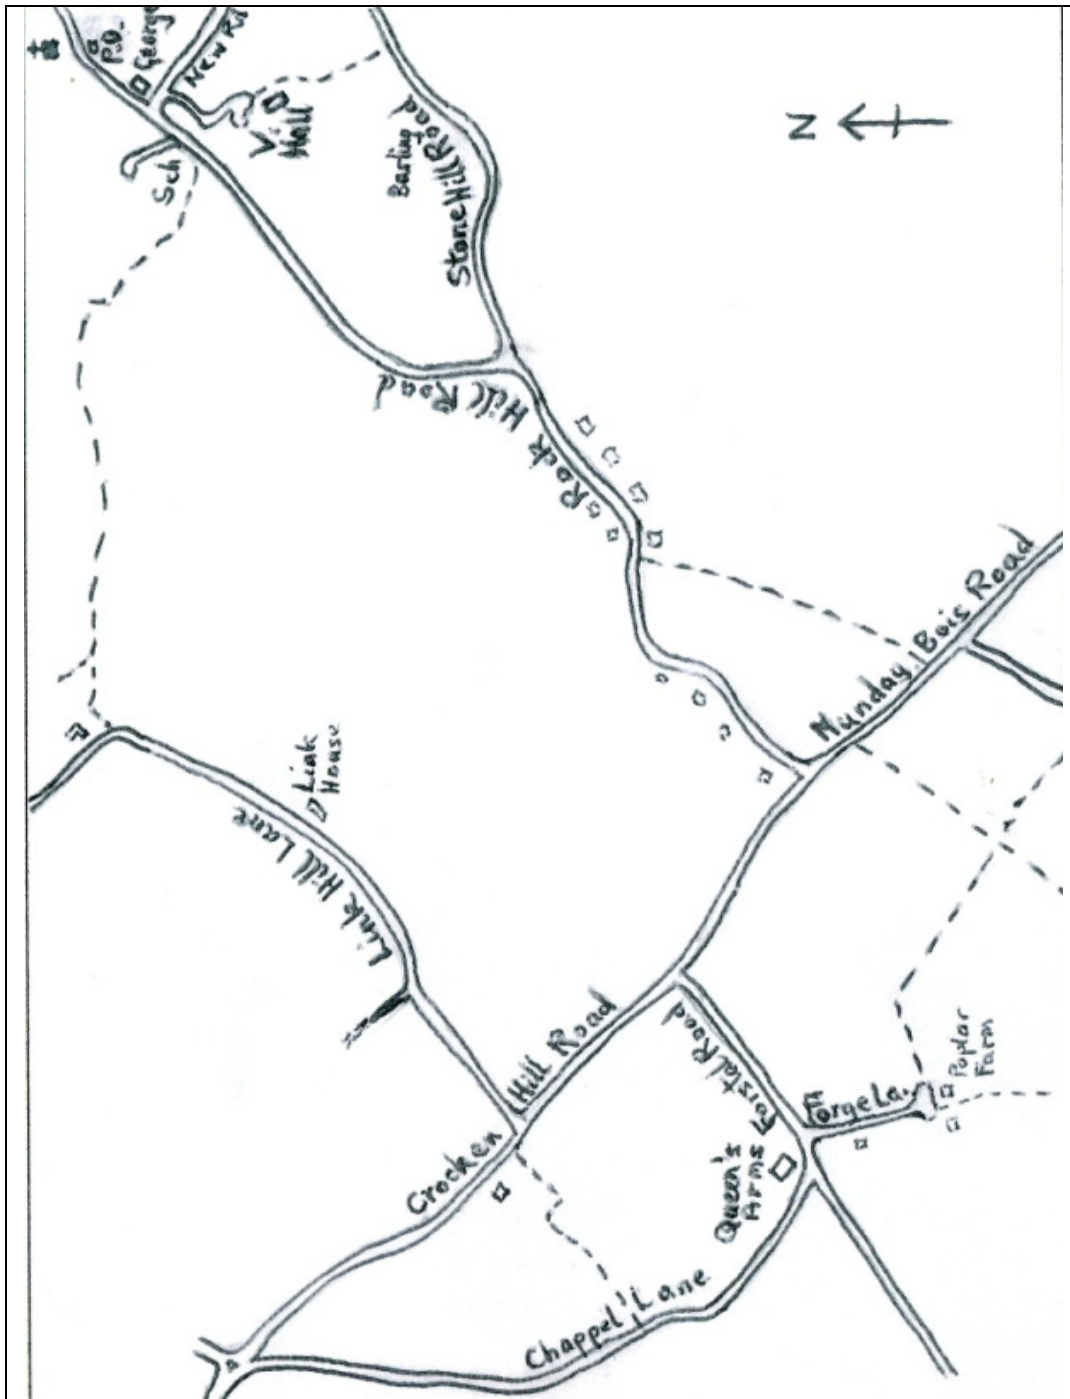 P.O.
George
New Rd
V. Hall
Sch
Barling
Stone Hill Road
N
Rock Hill Road
Munday Bois Road
Link
House
Link Hill Lane
Crocken Hill Road
Forstal Road
Forge La.
Poplar
Farm
Queen's
Arms
Chappel Lane